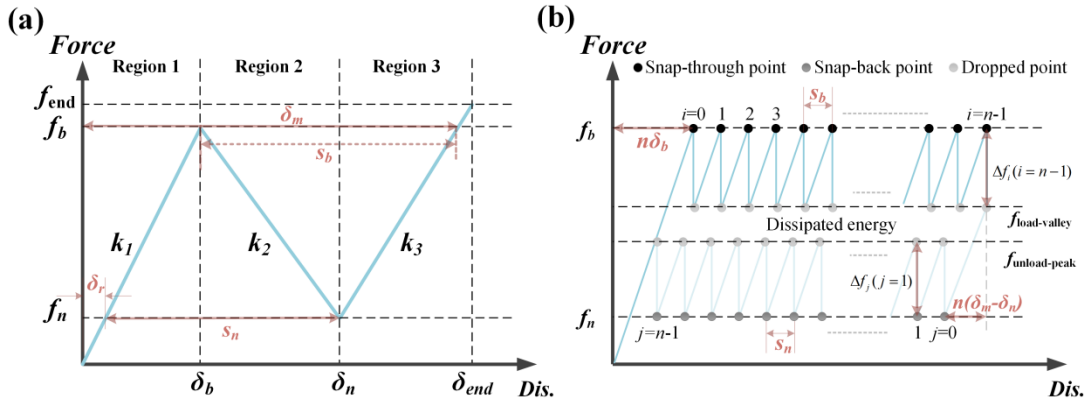 (a)
Force
Region 1 Region 2 Region 3
f_end
f_b
δ_m
s_b
k_1
k_2
k_3
δ_r
f_n
s_n
δ_b
δ_n
δ_end
Dis.
(b)
Force
Snap-through point Snap-back point Dropped point
s_b
i=0 1 2 3 i=n-1
f_b
nδ_b
Δf_i(i=n-1)
f_load-valley
Dissipated energy
f_unload-peak
Δf_j(j=1)
n(δ_m-δ_n)
f_n
j=n-1 s_n 1 j=0
Dis.